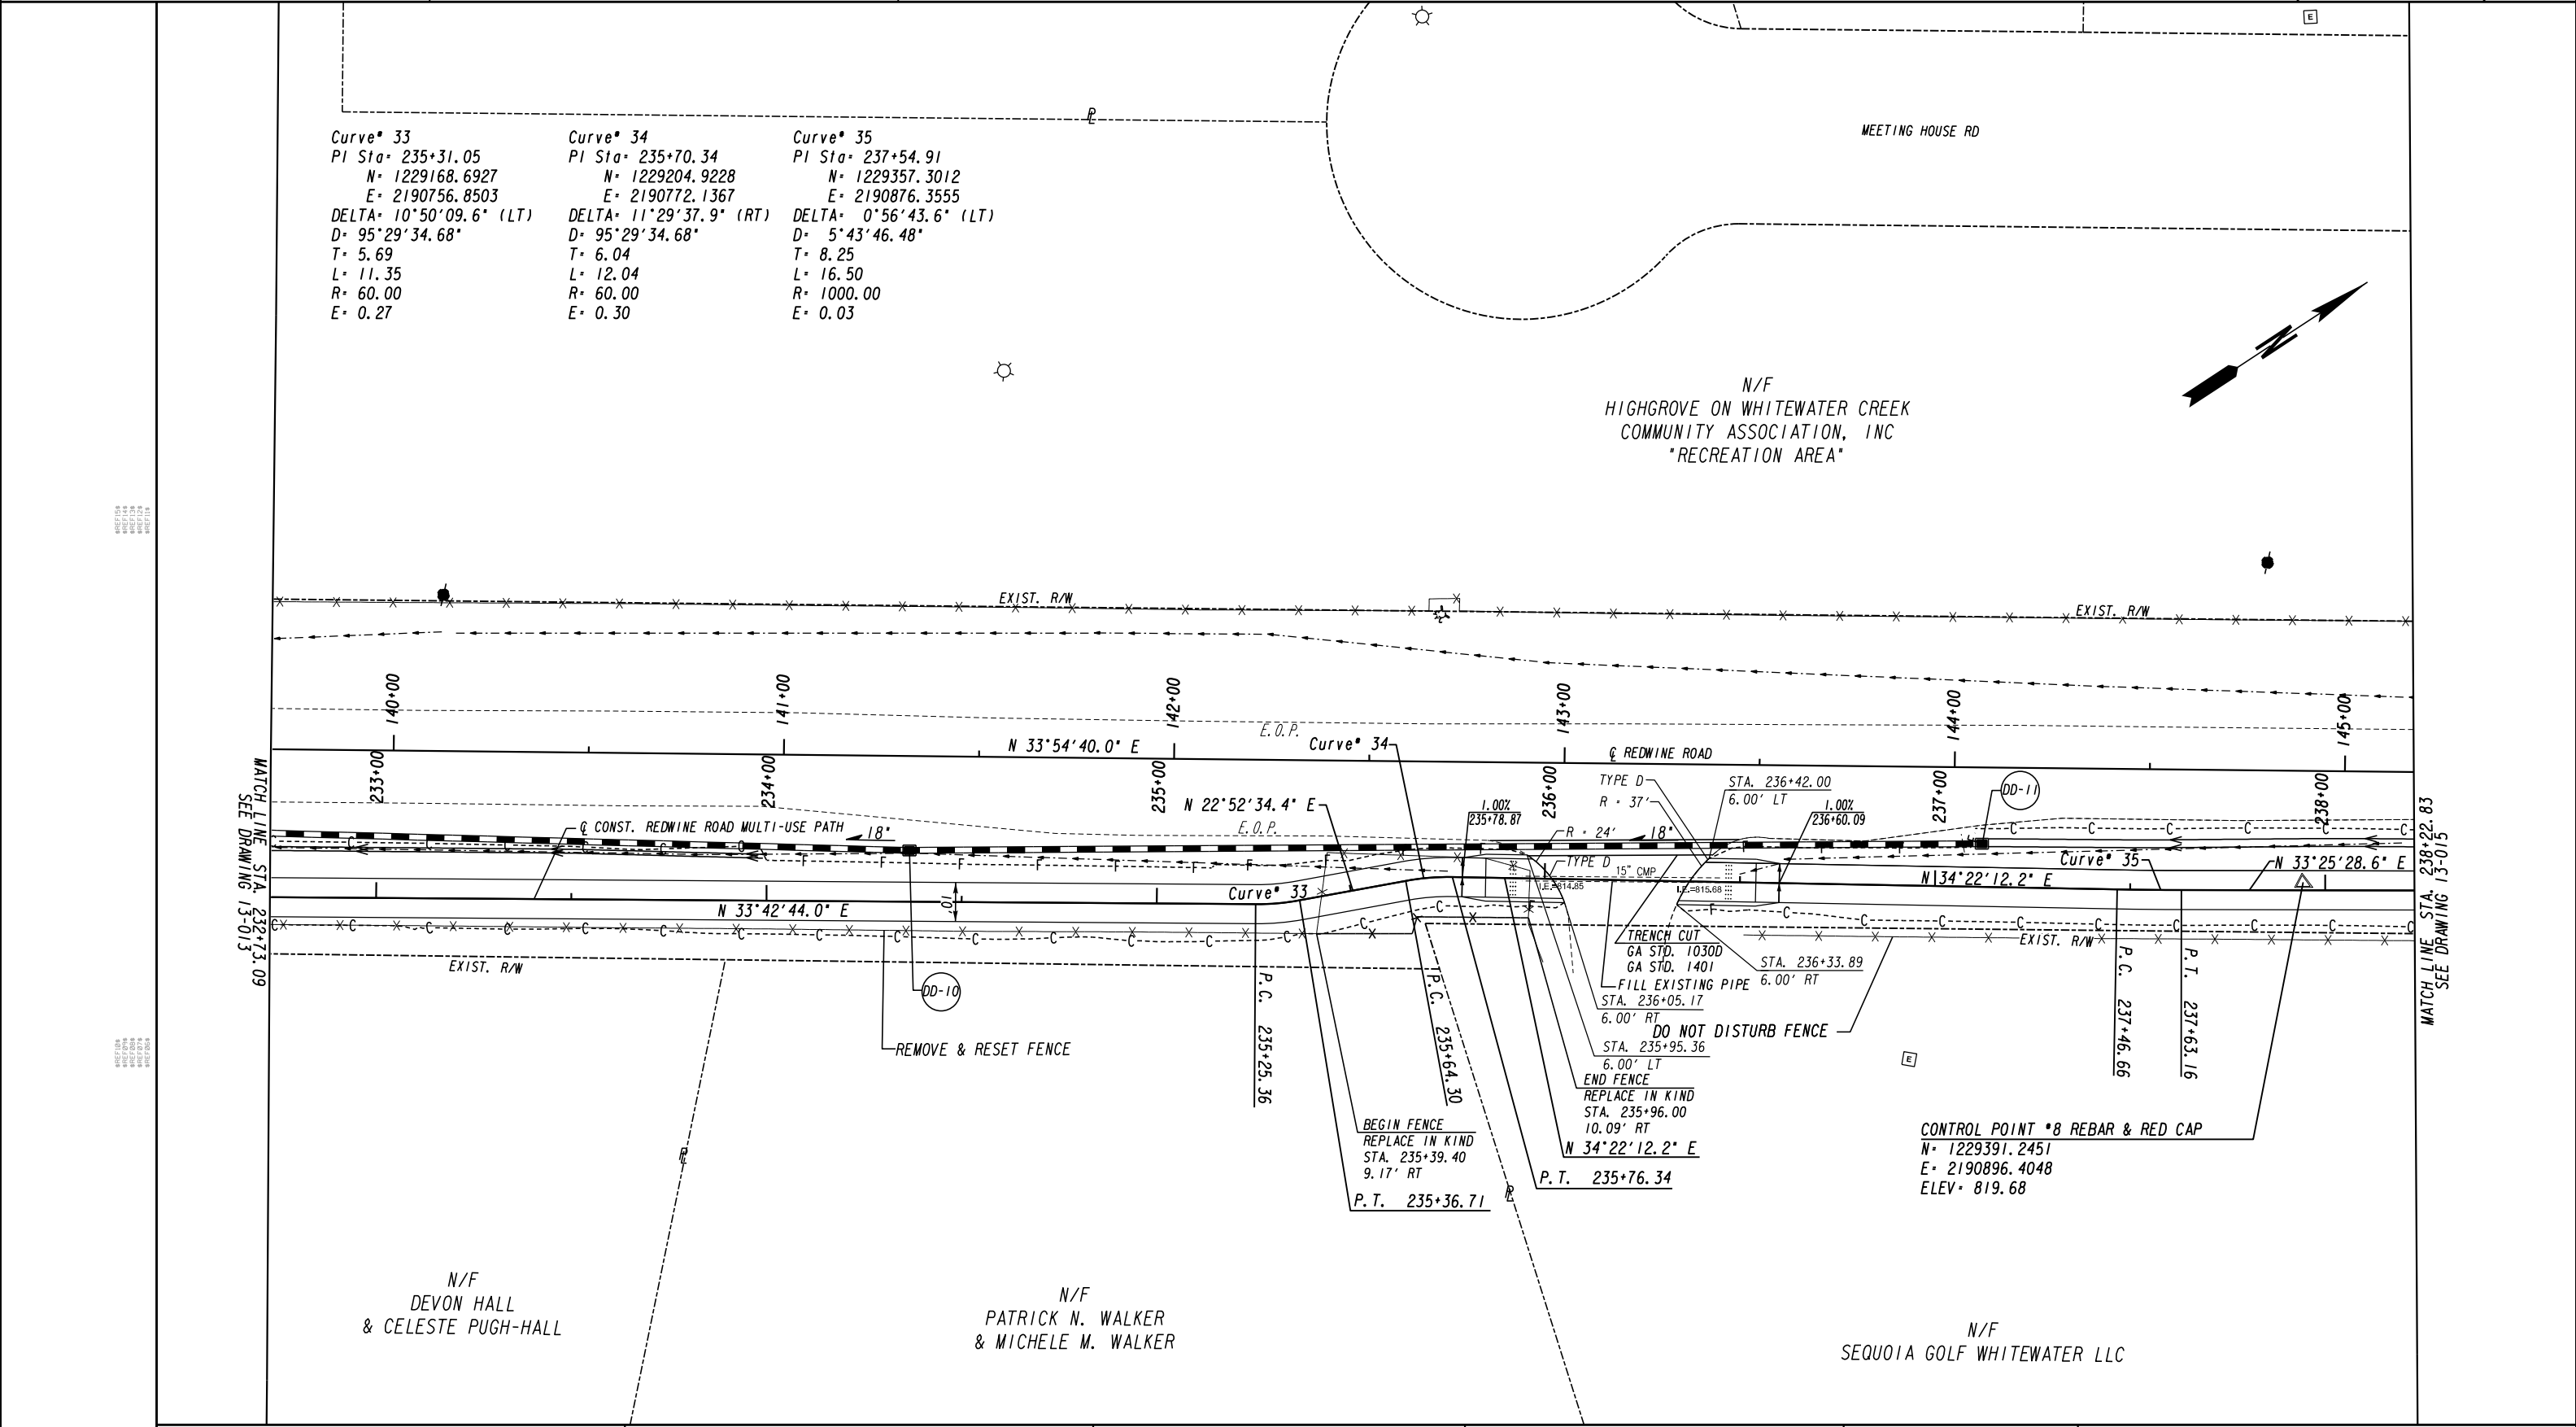 E
Curve# 33
PI Sta= 235+31.05
N= 1229168.6927
E= 2190756.8503
DELTA= 10°50'09.6" (LT)
D= 95°29'34.68"
T= 5.69
L= 11.35
R= 60.00
E= 0.27
Curve# 34
PI Sta= 235+70.34
N= 1229204.9228
E= 2190772.1367
DELTA= 11°29'37.9" (RT)
D= 95°29'34.68"
T= 6.04
L= 12.04
R= 60.00
E= 0.30
Curve# 35
PI Sta= 237+54.91
N= 1229357.3012
E= 2190876.3555
DELTA= 0°56'43.6" (LT)
D= 5°43'46.48"
T= 8.25
L= 16.50
R= 1000.00
E= 0.03
MEETING HOUSE RD
N
N/F
HIGHGROVE ON WHITEWATER CREEK
COMMUNITY ASSOCIATION, INC
"RECREATION AREA"
EXIST. R/W
EXIST. R/W
140+00
141+00
142+00
143+00
144+00
145+00
E.O.P.
N 33°54'40.0" E
Curve# 34
REDWINE ROAD
233+00
234+00
235+00
236+00
237+00
238+00
MATCH LINE STA. 232+73.09
SEE DRAWING 13-013
N 22°52'34.4" E
E.O.P.
CONST. REDWINE ROAD MULTI-USE PATH
18"
1.00%
235+78.87
TYPE D
R = 37'
STA. 236+42.00
6.00' LT
1.00%
236+60.09
DD-11
R = 24'
18"
TYPE D
15" CMP
I.E.=814.85
I.E.=815.68
Curve# 35
N 33°25'28.6" E
N 34°22'12.2" E
MATCH LINE STA. 238+22.83
SEE DRAWING 13-015
Curve# 33
N 33°42'44.0" E
10'
EXIST. R/W
EXIST. R/W
DD-10
REMOVE & RESET FENCE
TRENCH CUT
GA STD. 1030D
GA STD. 1401
FILL EXISTING PIPE
STA. 236+33.89
6.00' RT
STA. 236+05.17
6.00' RT
DO NOT DISTURB FENCE
STA. 235+95.36
6.00' LT
END FENCE
REPLACE IN KIND
STA. 235+96.00
10.09' RT
N 34°22'12.2" E
P.T. 235+76.34
P.C. 235+25.36
P.C. 235+64.30
P.C. 237+46.66
P.T. 237+63.16
BEGIN FENCE
REPLACE IN KIND
STA. 235+39.40
9.17' RT
P.T. 235+36.71
E
CONTROL POINT #8 REBAR & RED CAP
N= 1229391.2451
E= 2190896.4048
ELEV= 819.68
N/F
DEVON HALL
& CELESTE PUGH-HALL
N/F
PATRICK N. WALKER
& MICHELE M. WALKER
N/F
SEQUOIA GOLF WHITEWATER LLC